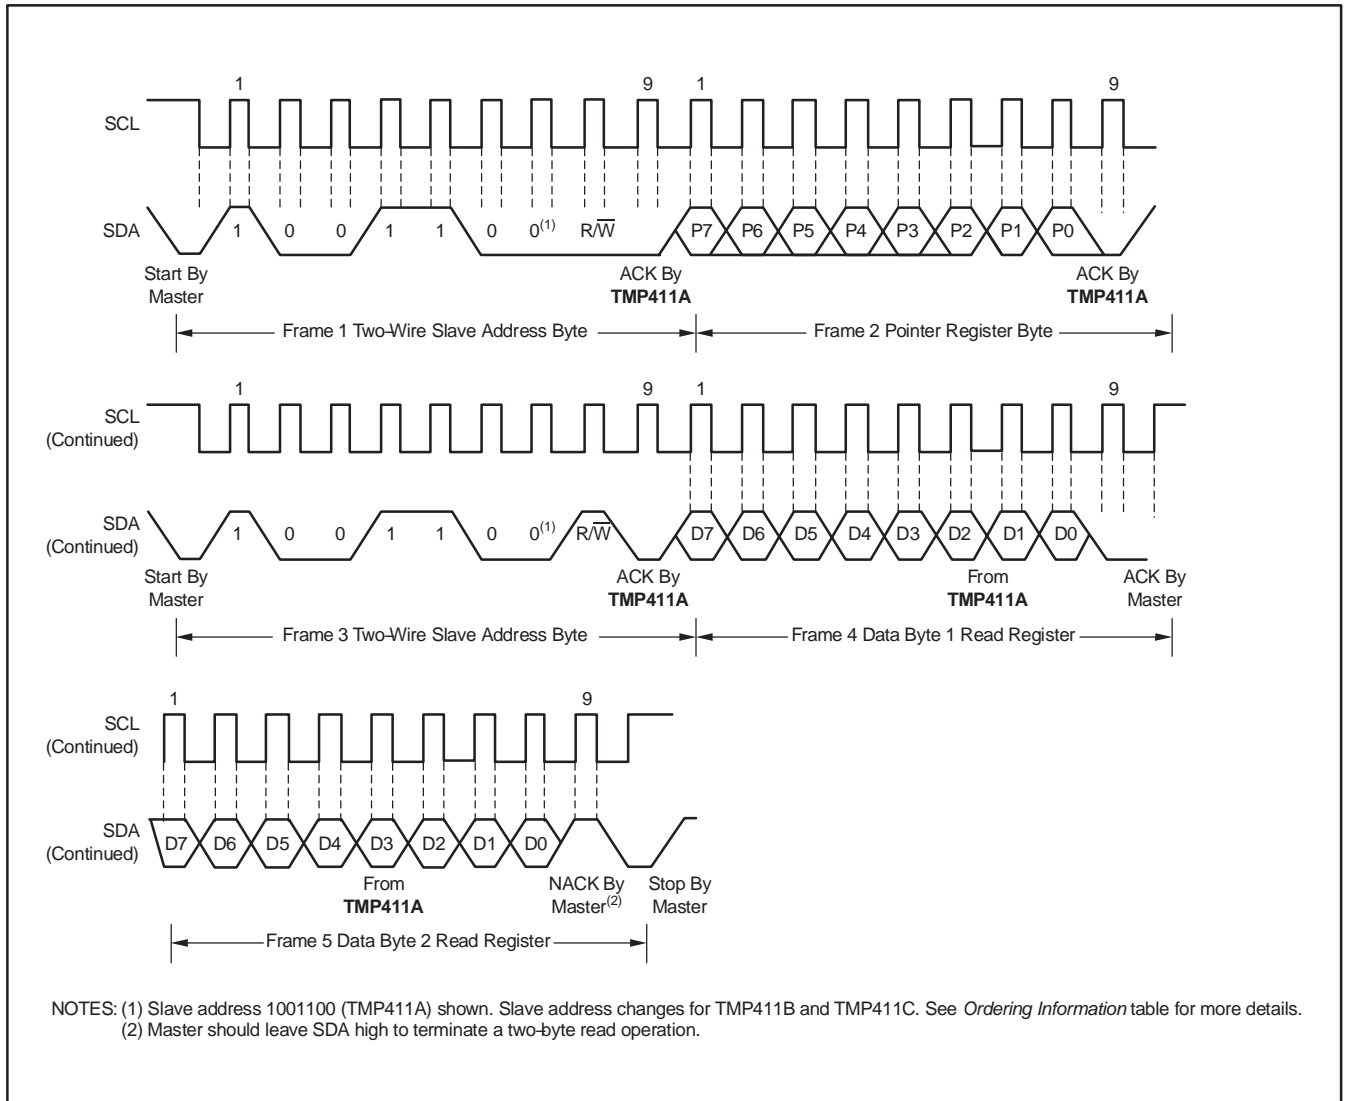 1 9 1 9
SCL
SDA 1 0 0 1 1 0 0(1) R/W̅ P7 P6 P5 P4 P3 P2 P1 P0
Start By
Master
ACK By
TMP411A
ACK By
TMP411A
Frame 1 Two-Wire Slave Address Byte Frame 2 Pointer Register Byte
1 9 1 9
SCL
(Continued)
SDA
(Continued)
1 0 0 1 1 0 0(1) R/W̅ D7 D6 D5 D4 D3 D2 D1 D0
Start By
Master
ACK By
TMP411A
From
TMP411A
ACK By
Master
Frame 3 Two-Wire Slave Address Byte Frame 4 Data Byte 1 Read Register
1 9
SCL
(Continued)
SDA
(Continued)
D7 D6 D5 D4 D3 D2 D1 D0
From
TMP411A
NACK By
Master(2)
Stop By
Master
Frame 5 Data Byte 2 Read Register
NOTES: (1) Slave address 1001100 (TMP411A) shown. Slave address changes for TMP411B and TMP411C. See Ordering Information table for more details.
(2) Master should leave SDA high to terminate a two-byte read operation.